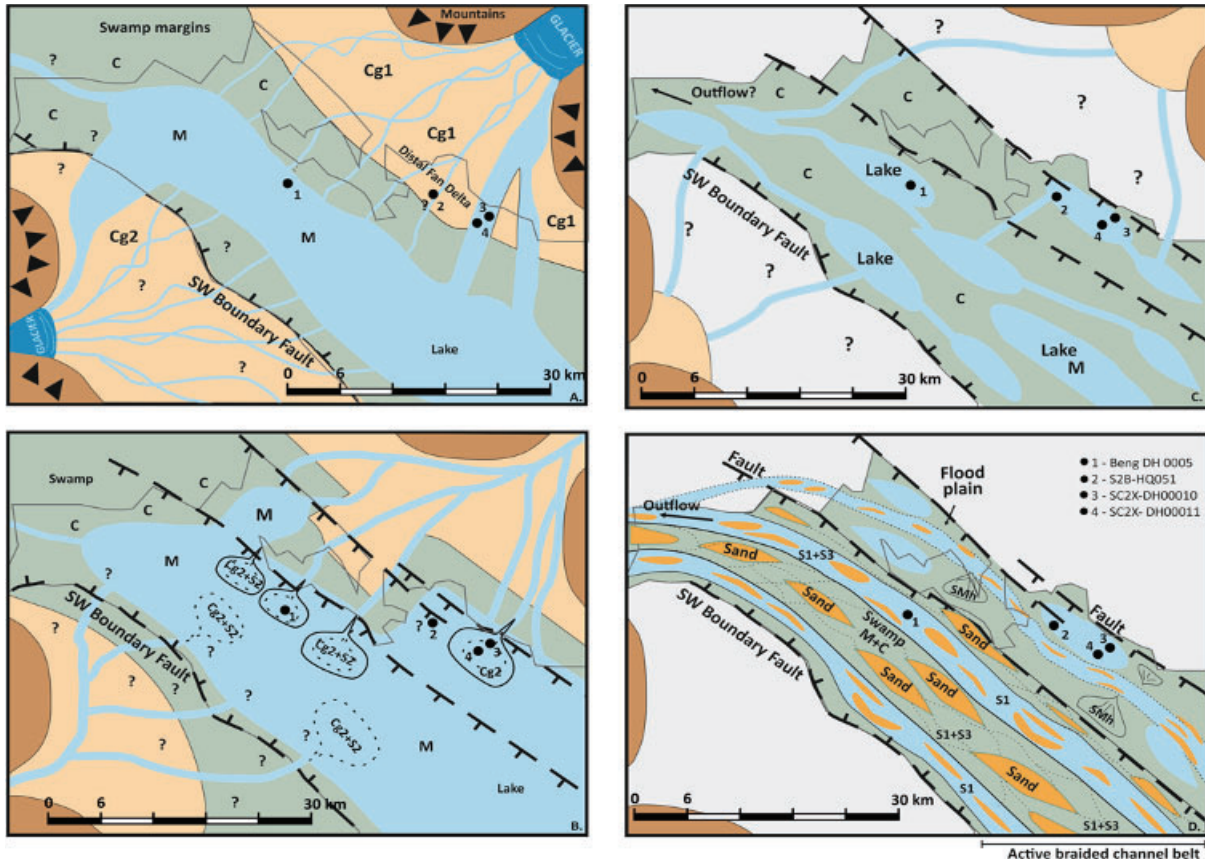 Mountains
Swamp margins
GLACIER
?
C
C
Cg1
C
?
M
Cg1
?
Distal Fan Delta
1
2
?
3
4
Cg1
M
Cg2
?
?
SW Boundary Fault
GLACIER
?
Lake
0 6 30 km
A.
Outflow?
C
C
?
?
Lake
1
2
3
4
C
SW Boundary Fault
?
?
Lake
C
?
Lake
M
0 6 30 km
C.
Swamp
C
C
M
C
M
?
Cg2+S2
?
2
Cg2+S2
Cg2+S2
3
4
Cg2
SW Boundary Fault
?
?
?
?
?
Cg2+S2
M
?
?
Lake
0 6 30 km
B.
Fault
Flood
plain
1 - Beng DH 0005
2 - S2B-HQ051
3 - SC2X-DH00010
4 - SC2X- DH00011
Outflow
S1+S3
Sand
Sand
SMh
Fault
1
2
3
4
Swamp
M+C
Sand
SW Boundary Fault
Sand
Sand
S1
SMh
S1+S3
Sand
S1
S1+S3
0 6 30 km
D.
Active braided channel belt